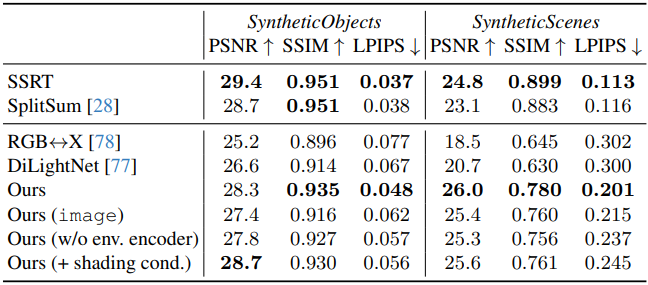 SyntheticObjects SyntheticScenes
PSNR ↑ SSIM ↑ LPIPS ↓ PSNR ↑ SSIM ↑ LPIPS ↓
SSRT 29.4 0.951 0.037 24.8 0.899 0.113
SplitSum [28] 28.7 0.951 0.038 23.1 0.883 0.116
RGB↔X [78] 25.2 0.896 0.077 18.5 0.645 0.302
DiLightNet [77] 26.6 0.914 0.067 20.7 0.630 0.300
Ours 28.3 0.935 0.048 26.0 0.780 0.201
Ours (image) 27.4 0.916 0.062 25.4 0.760 0.215
Ours (w/o env. encoder) 27.8 0.927 0.057 25.3 0.756 0.237
Ours (+ shading cond.) 28.7 0.930 0.056 25.6 0.761 0.245